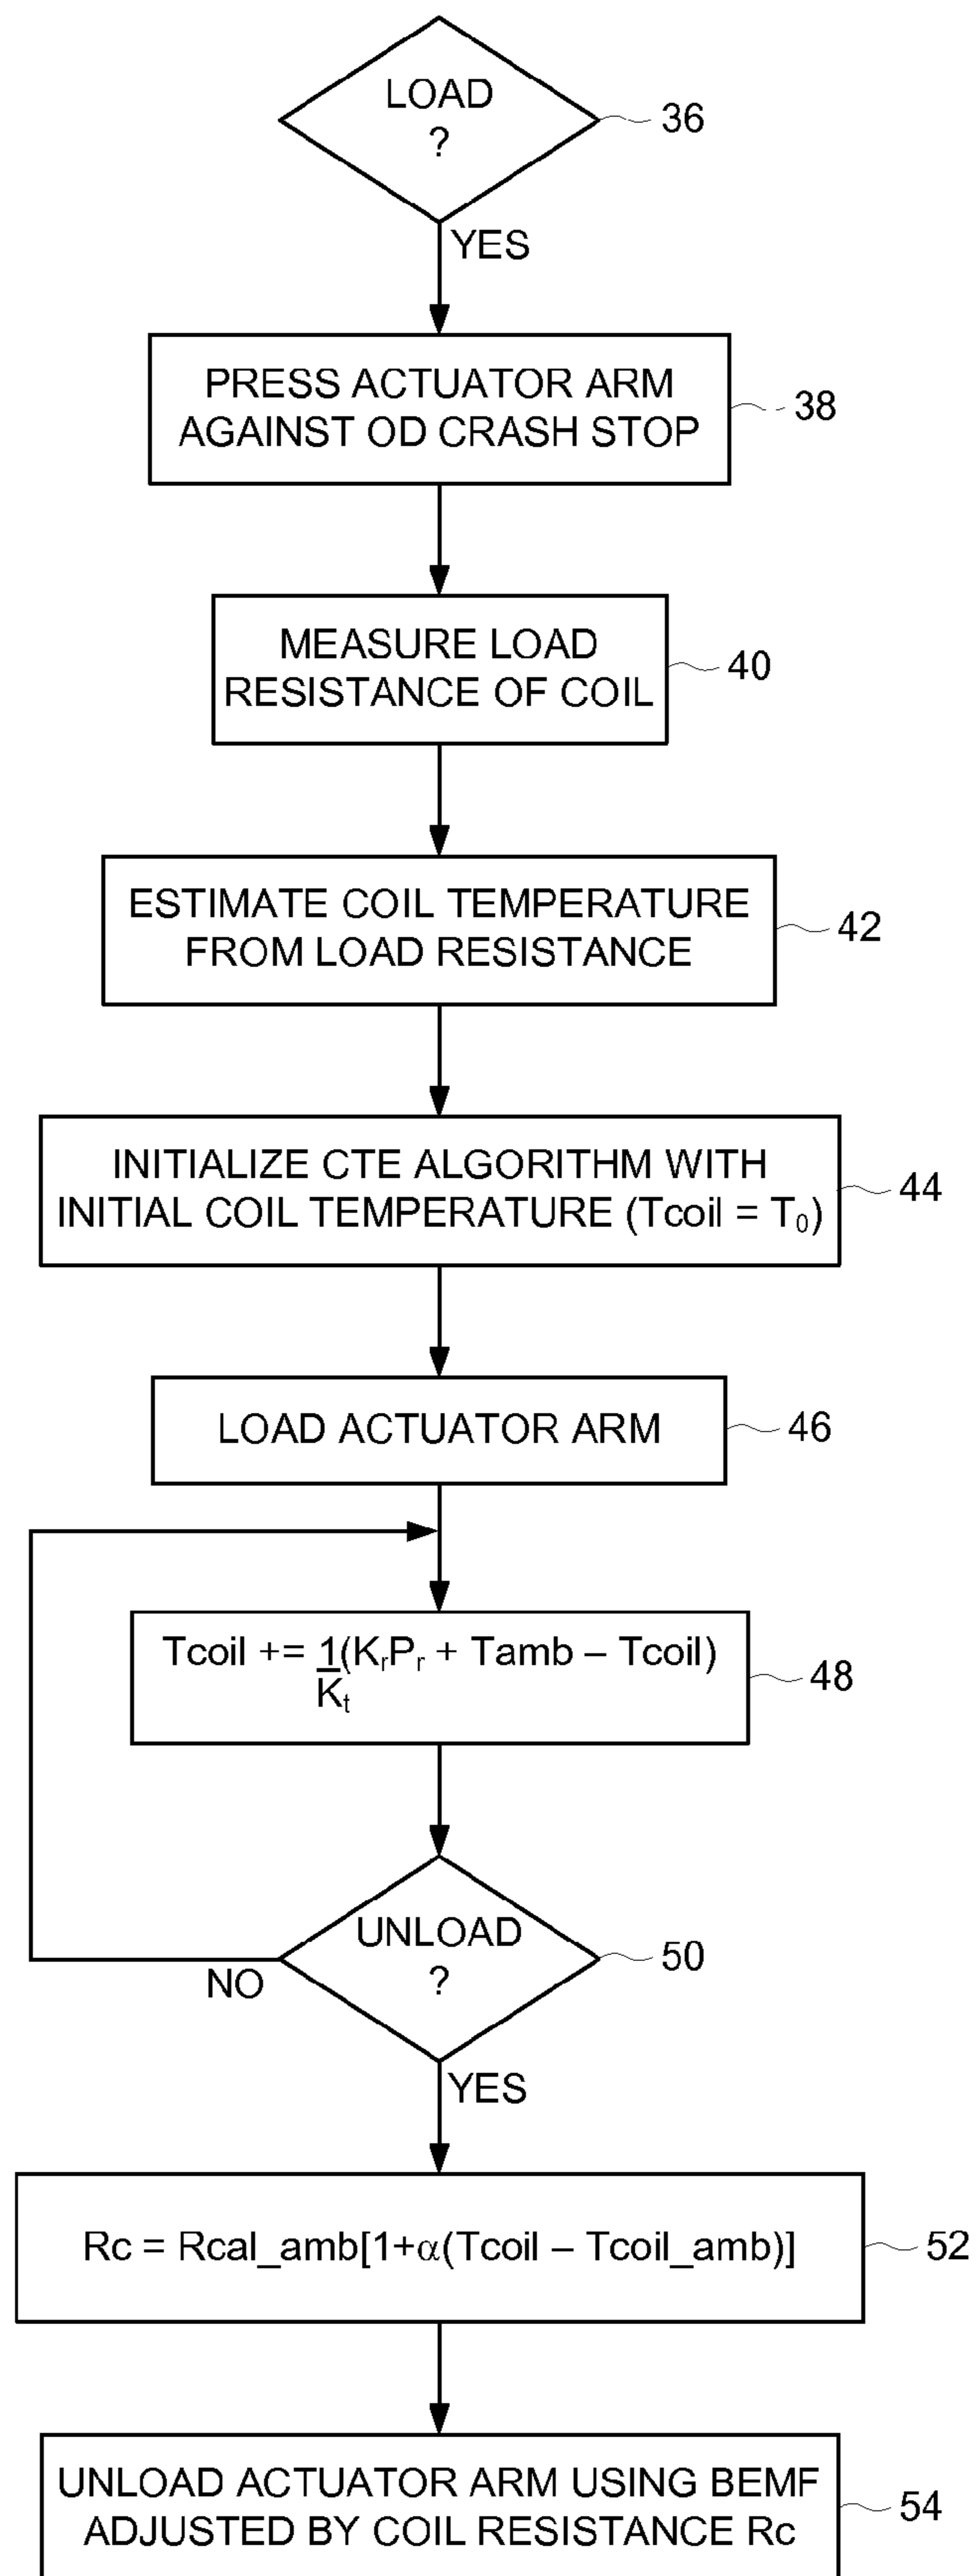 LOAD
?
36
YES
PRESS ACTUATOR ARM
AGAINST OD CRASH STOP
38
MEASURE LOAD
RESISTANCE OF COIL
40
ESTIMATE COIL TEMPERATURE
FROM LOAD RESISTANCE
42
INITIALIZE CTE ALGORITHM WITH
INITIAL COIL TEMPERATURE (Tcoil = T₀)
44
LOAD ACTUATOR ARM
46
Tcoil += 1/Kₜ(KᵣPᵣ + Tamb – Tcoil)
48
UNLOAD
?
50
NO
YES
Rc = Rcal_amb[1+α(Tcoil – Tcoil_amb)]
52
UNLOAD ACTUATOR ARM USING BEMF
ADJUSTED BY COIL RESISTANCE Rc
54